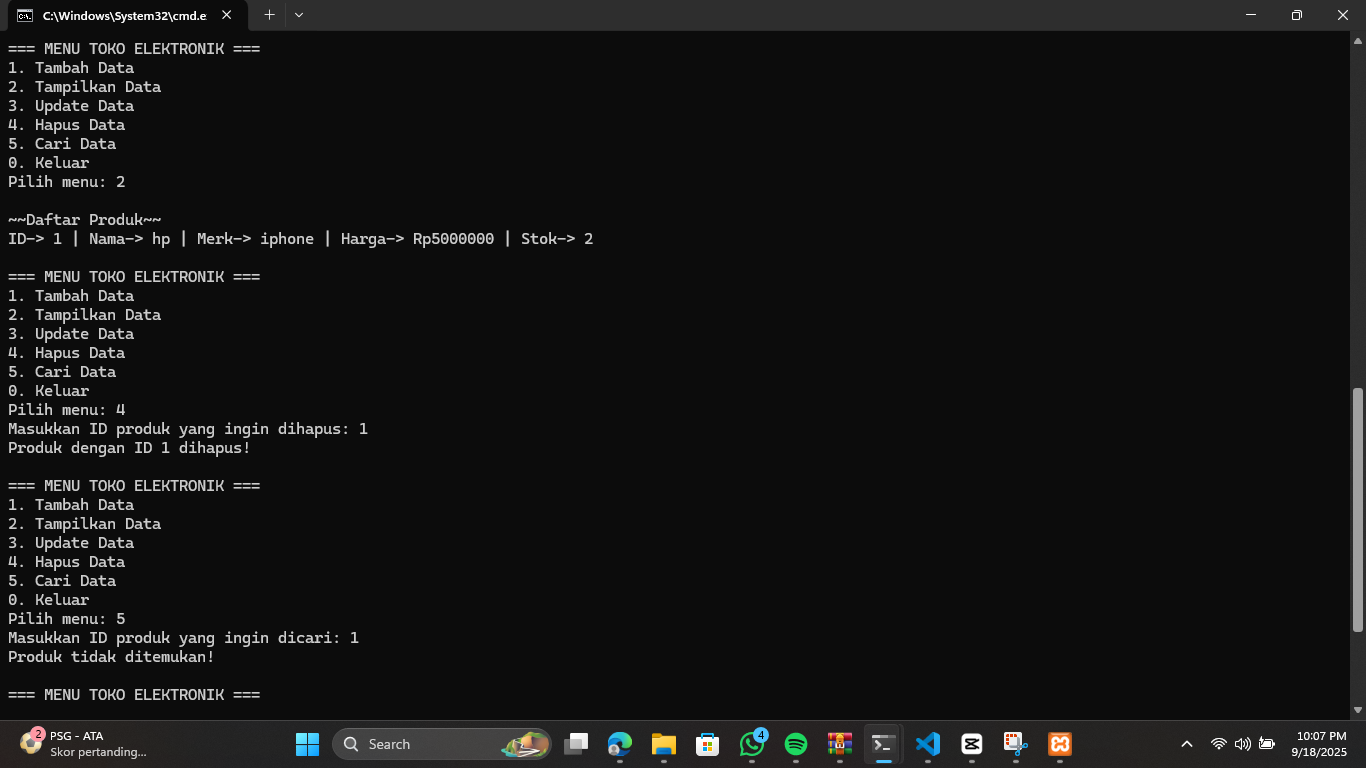 C:\Windows\System32\cmd.e
=== MENU TOKO ELEKTRONIK ===
1. Tambah Data
2. Tampilkan Data
3. Update Data
4. Hapus Data
5. Cari Data
0. Keluar
Pilih menu: 2
~~Daftar Produk~~
ID-> 1 | Nama-> hp | Merk-> iphone | Harga-> Rp5000000 | Stok-> 2
=== MENU TOKO ELEKTRONIK ===
1. Tambah Data
2. Tampilkan Data
3. Update Data
4. Hapus Data
5. Cari Data
0. Keluar
Pilih menu: 4
Masukkan ID produk yang ingin dihapus: 1
Produk dengan ID 1 dihapus!
=== MENU TOKO ELEKTRONIK ===
1. Tambah Data
2. Tampilkan Data
3. Update Data
4. Hapus Data
5. Cari Data
0. Keluar
Pilih menu: 5
Masukkan ID produk yang ingin dicari: 1
Produk tidak ditemukan!
=== MENU TOKO ELEKTRONIK ===
2
PSG - ATA
Skor pertanding...
Search
4
10:07 PM
9/18/2025